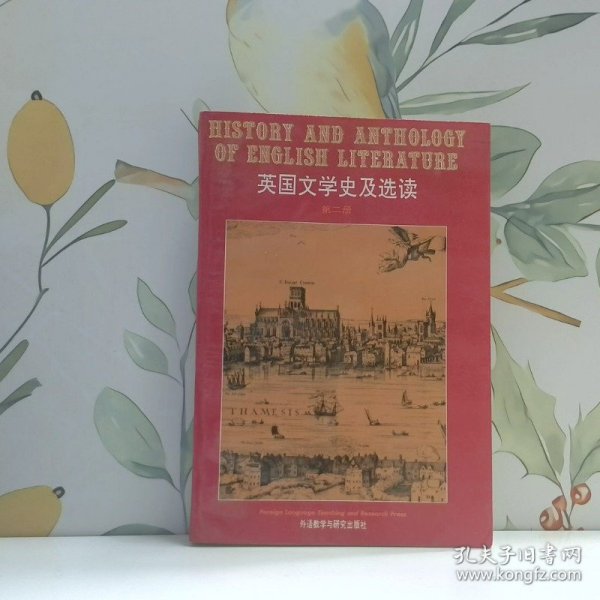 HISTORY AND ANTHOLOGY
OF ENGLISH LITERATURE
英国文学史及选读
第二册
THAMESIS
Foreign Language Teaching and Research Press
外语教学与研究出版社
孔夫子旧书网
www.kongfz.com